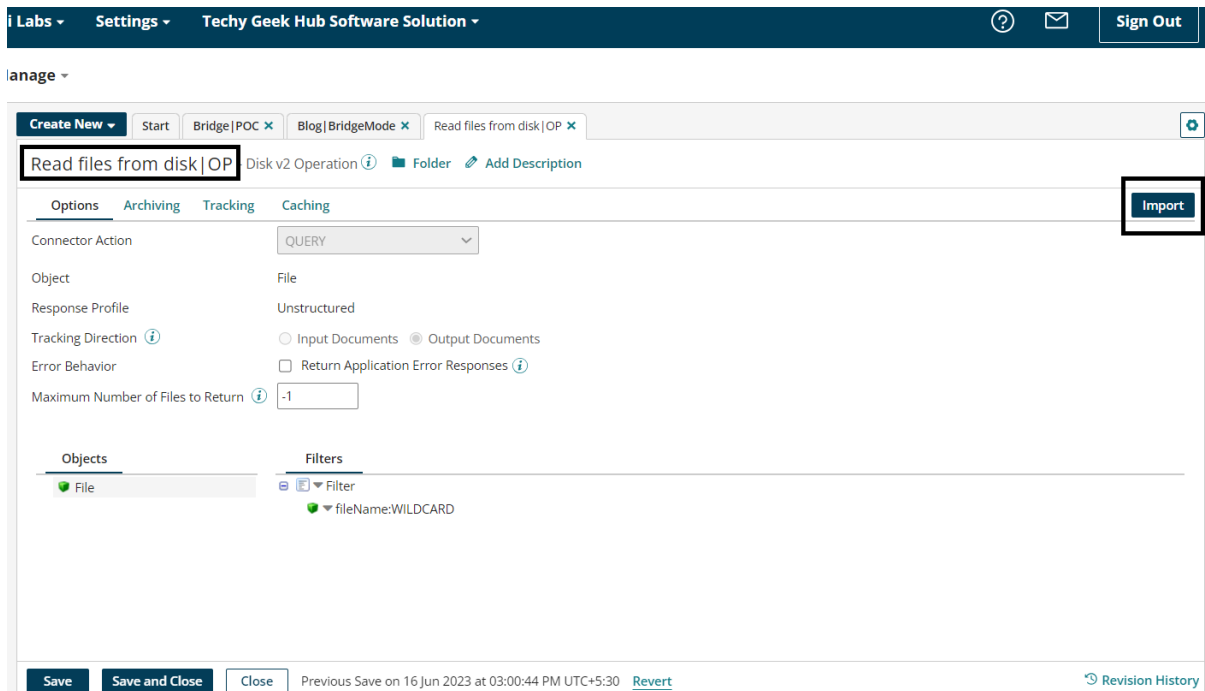 i Labs Settings Techy Geek Hub Software Solution Sign Out
lanage
Create New Start Bridge|POC × Blog|BridgeMode × Read files from disk|OP ×
Read files from disk|OP Disk v2 Operation i Folder Add Description
Options Archiving Tracking Caching Import
Connector Action QUERY
Object File
Response Profile Unstructured
Tracking Direction i Input Documents Output Documents
Error Behavior Return Application Error Responses i
Maximum Number of Files to Return i -1
Objects Filters
File Filter
fileName:WILDCARD
Save Save and Close Close Previous Save on 16 Jun 2023 at 03:00:44 PM UTC+5:30 Revert Revision History